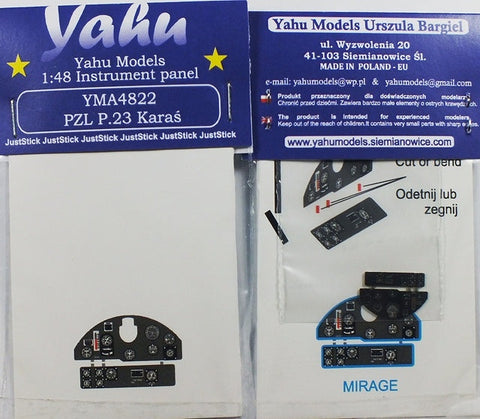 Yahu
Yahu Models
1:48 Instrument panel
YMA4822
PZL P.23 Karaś
JustStick JustStick JustStick JustStick JustStick JustStick
Yahu Models Urszula Bargieł
ul. Wyzwolenia 20
41-103 Siemianowice Śl.
MADE IN POLAND - EU
e-mail: yahumodels@wp.pl & yahumodels@gmail.com
Produkt przeznaczony dla doświadczonych modelarzy
Chronić przed dziećmi. Zawiera bardzo małe elementy o ostrych krawędziach.
The product is intended for experienced modelers
Keep out of the reach of children. It contains very small parts with sharp
www.yahumodels.siemianowice.com
Cut or bend
Odetnij lub
zegnij
MIRAGE